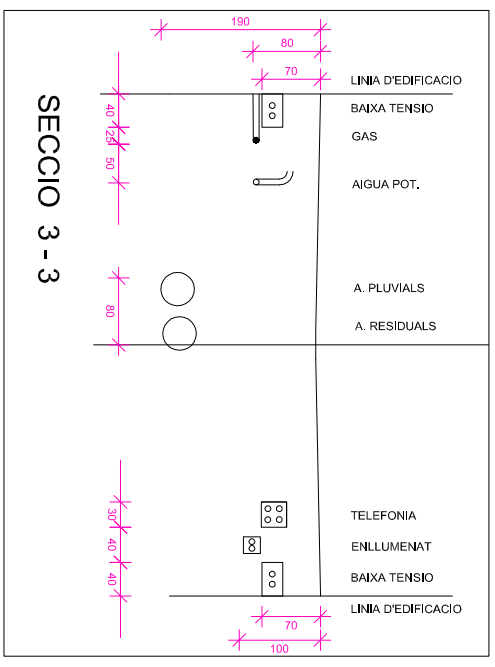 190
80
70
LINIA D'EDIFICACIO
BAIXA TENSIO
GAS
AIGUA POT.
A. PLUVIALS
A. RESIDUALS
TELEFONIA
ENLLUMENAT
BAIXA TENSIO
LINIA D'EDIFICACIO
40
25
50
80
30
40
40
70
100
SECCIO 3 - 3